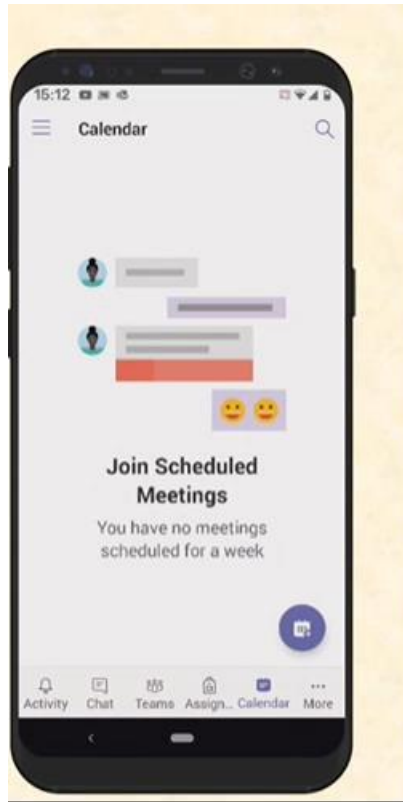 15:12
Calendar
Join Scheduled
Meetings
You have no meetings
scheduled for a week
Activity Chat Teams Assign... Calendar More